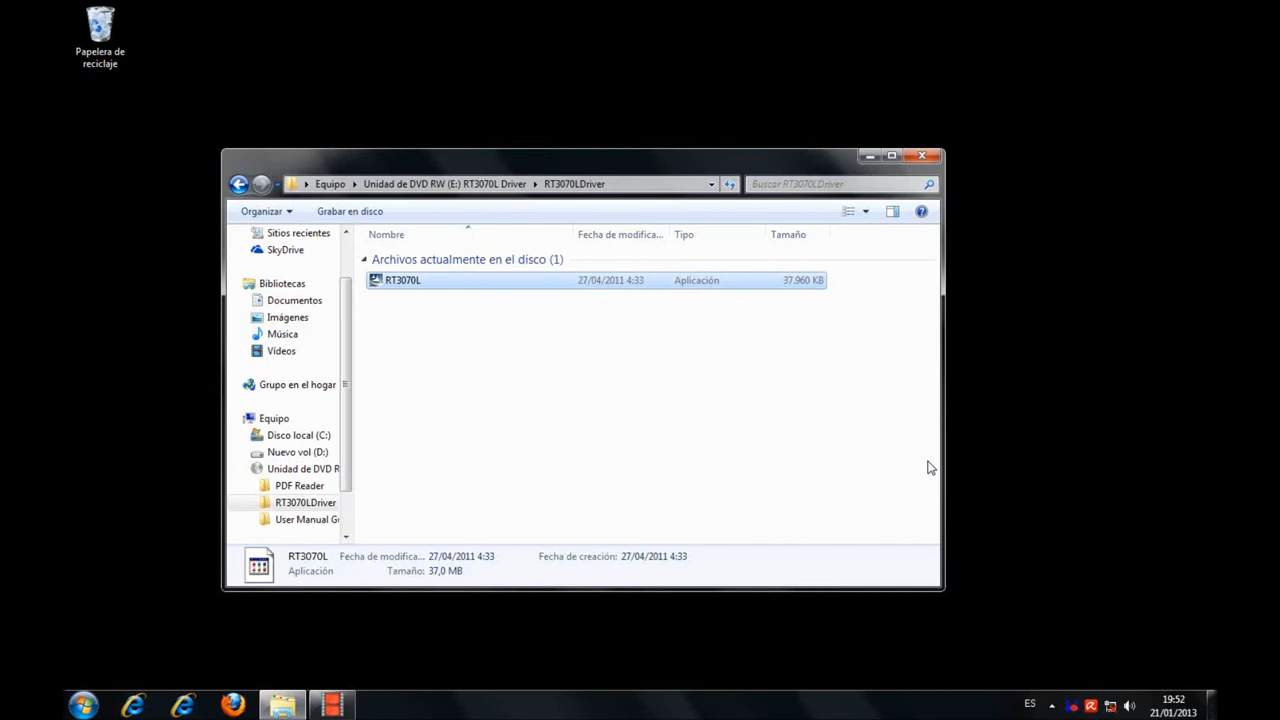 Papelera de
reciclaje
Equipo
Unidad de DVD RW (E:) RT3070L Driver
RT3070LDriver
Buscar RT3070LDriver
Organizar
Grabar en disco
Sitios recientes
SkyDrive
Bibliotecas
Documentos
Imágenes
Música
Vídeos
Grupo en el hogar
Equipo
Disco local (C:)
Nuevo vol (D:)
Unidad de DVD R
PDF Reader
RT3070LDriver
User Manual Gu
Nombre
Fecha de modifica...
Tipo
Tamaño
Archivos actualmente en el disco (1)
RT3070L
27/04/2011 4:33
Aplicación
37.960 KB
RT3070L Fecha de modifica... 27/04/2011 4:33 Fecha de creación: 27/04/2011 4:33
Aplicación Tamaño: 37,0 MB
ES
19:52
21/01/2013